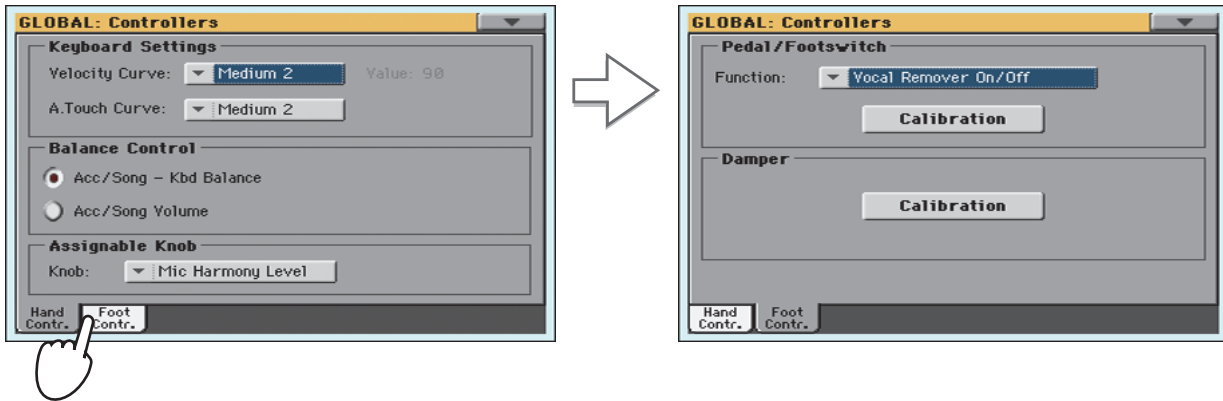 GLOBAL: Controllers
Keyboard Settings
Velocity Curve: Medium 2 Value: 90
A.Touch Curve: Medium 2
Balance Control
Acc/Song – Kbd Balance
Acc/Song Volume
Assignable Knob
Knob: Mic Harmony Level
Hand Contr.
Foot Contr.
GLOBAL: Controllers
Pedal/Footswitch
Function: Vocal Remover On/Off
Calibration
Damper
Calibration
Hand Contr.
Foot Contr.